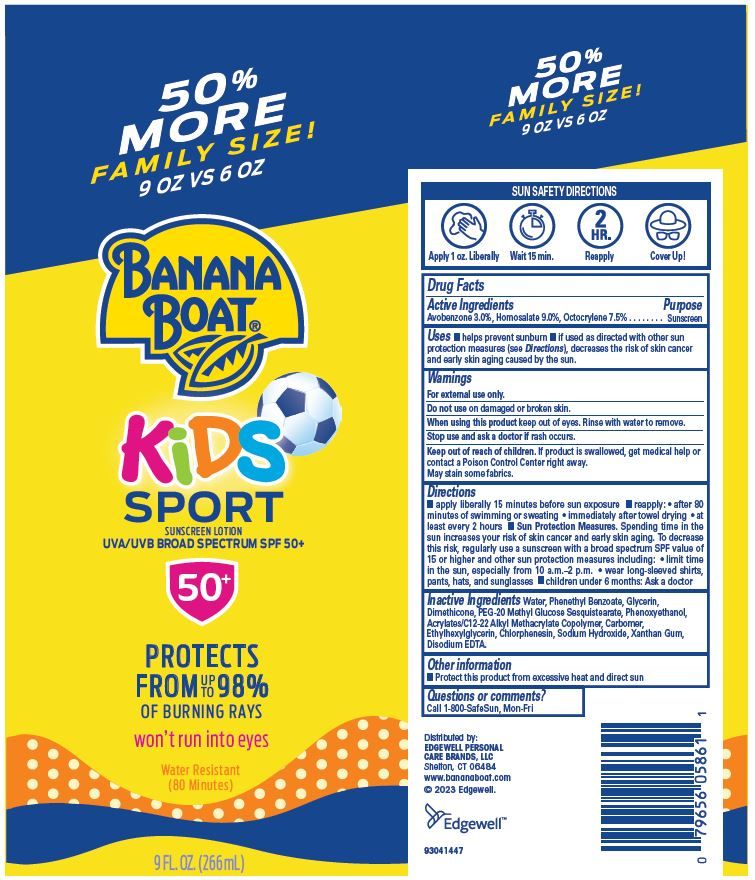 50%
MORE
FAMILY SIZE!
9 OZ VS 6 OZ
BANANA
BOAT®
KiDS
SPORT
SUNSCREEN LOTION
UVA/UVB BROAD SPECTRUM SPF 50+
50+
PROTECTS
FROM UP TO 98%
OF BURNING RAYS
won't run into eyes
Water Resistant
(80 Minutes)
9 FL. OZ. (266 mL)
50%
MORE
FAMILY SIZE!
9 OZ VS 6 OZ
SUN SAFETY DIRECTIONS
2
HR.
Apply 1 oz. Liberally Wait 15 min. Reapply Cover Up!
Drug Facts
Active Ingredients Purpose
Avobenzone 3.0%, Homosalate 9.0%, Octocrylene 7.5% . . . . . . . . Sunscreen
Uses ■ helps prevent sunburn ■ if used as directed with other sun
protection measures (see Directions), decreases the risk of skin cancer
and early skin aging caused by the sun.
Warnings
For external use only.
Do not use on damaged or broken skin.
When using this product keep out of eyes. Rinse with water to remove.
Stop use and ask a doctor if rash occurs.
Keep out of reach of children. If product is swallowed, get medical help or
contact a Poison Control Center right away.
May stain some fabrics.
Directions
■ apply liberally 15 minutes before sun exposure ■ reapply: • after 80
minutes of swimming or sweating • immediately after towel drying • at
least every 2 hours ■ Sun Protection Measures. Spending time in the
sun increases your risk of skin cancer and early skin aging. To decrease
this risk, regularly use a sunscreen with a broad spectrum SPF value of
15 or higher and other sun protection measures including: • limit time
in the sun, especially from 10 a.m.–2 p.m. • wear long-sleeved shirts,
pants, hats, and sunglasses ■ children under 6 months: Ask a doctor
Inactive Ingredients Water, Phenethyl Benzoate, Glycerin,
Dimethicone, PEG-20 Methyl Glucose Sesquistearate, Phenoxyethanol,
Acrylates/C12-22 Alkyl Methacrylate Copolymer, Carbomer,
Ethylhexylglycerin, Chlorphenesin, Sodium Hydroxide, Xanthan Gum,
Disodium EDTA.
Other information
■ Protect this product from excessive heat and direct sun
Questions or comments?
Call 1-800-SafeSun, Mon-Fri
Distributed by:
EDGEWELL PERSONAL
CARE BRANDS, LLC
Shelton, CT 06484
www.bananaboat.com
© 2023 Edgewell.
Edgewell™
93041447
0 79656 05861 1